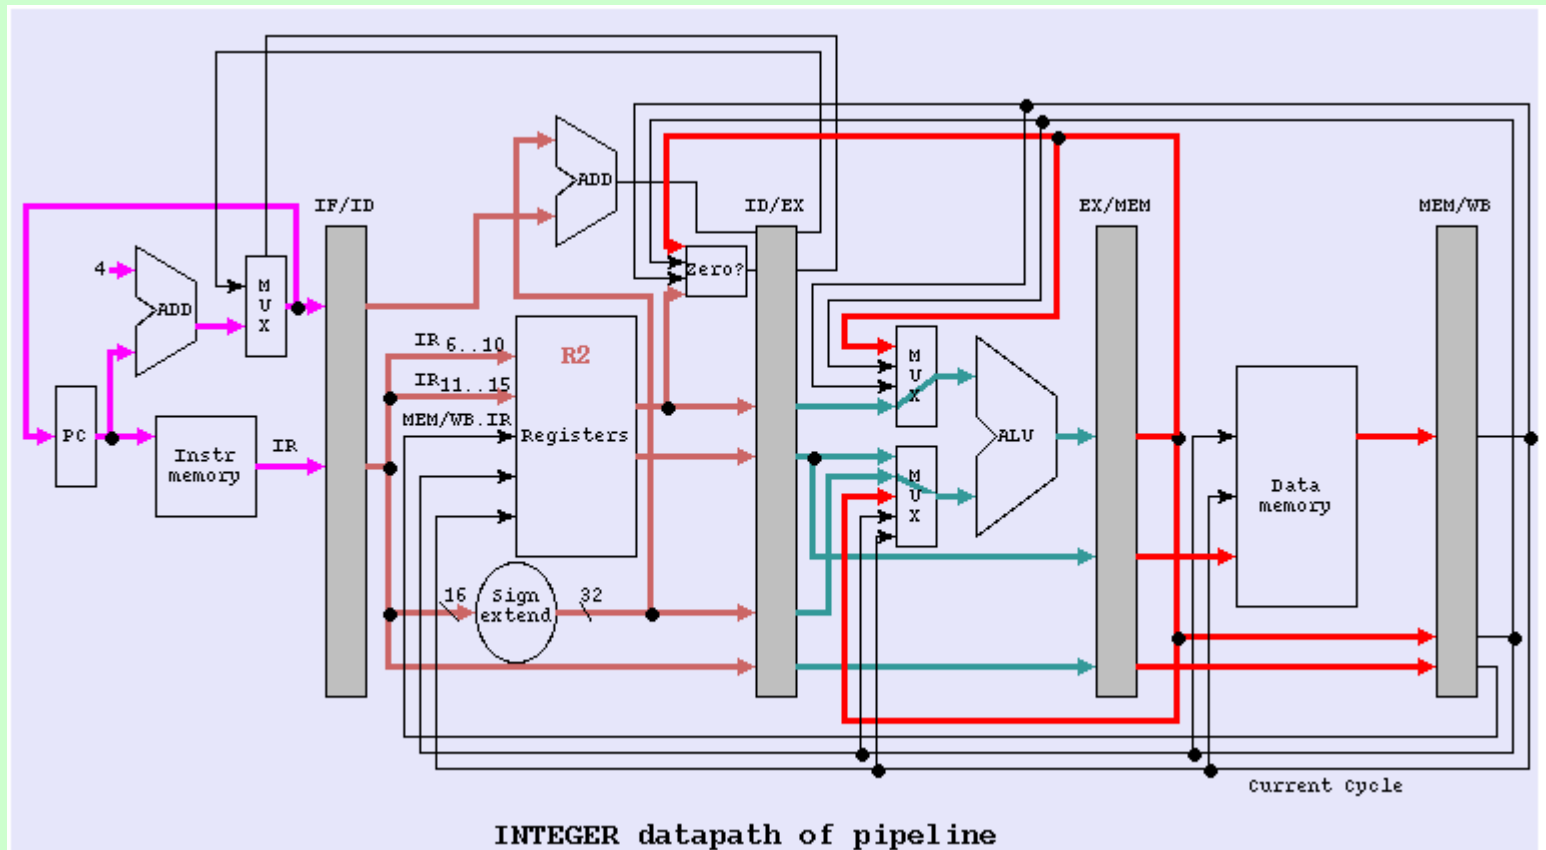 IF/ID
ID/EX
EX/MEM
MEM/WB
ADD
4
ADD
M
U
X
Zero?
PC
Instr
memory
IR
IR 6..10
IR 11..15
MEM/WB.IR
R2
Registers
16
Sign
extend
32
M
U
X
M
U
X
ALU
Data
memory
Current Cycle
INTEGER datapath of pipeline